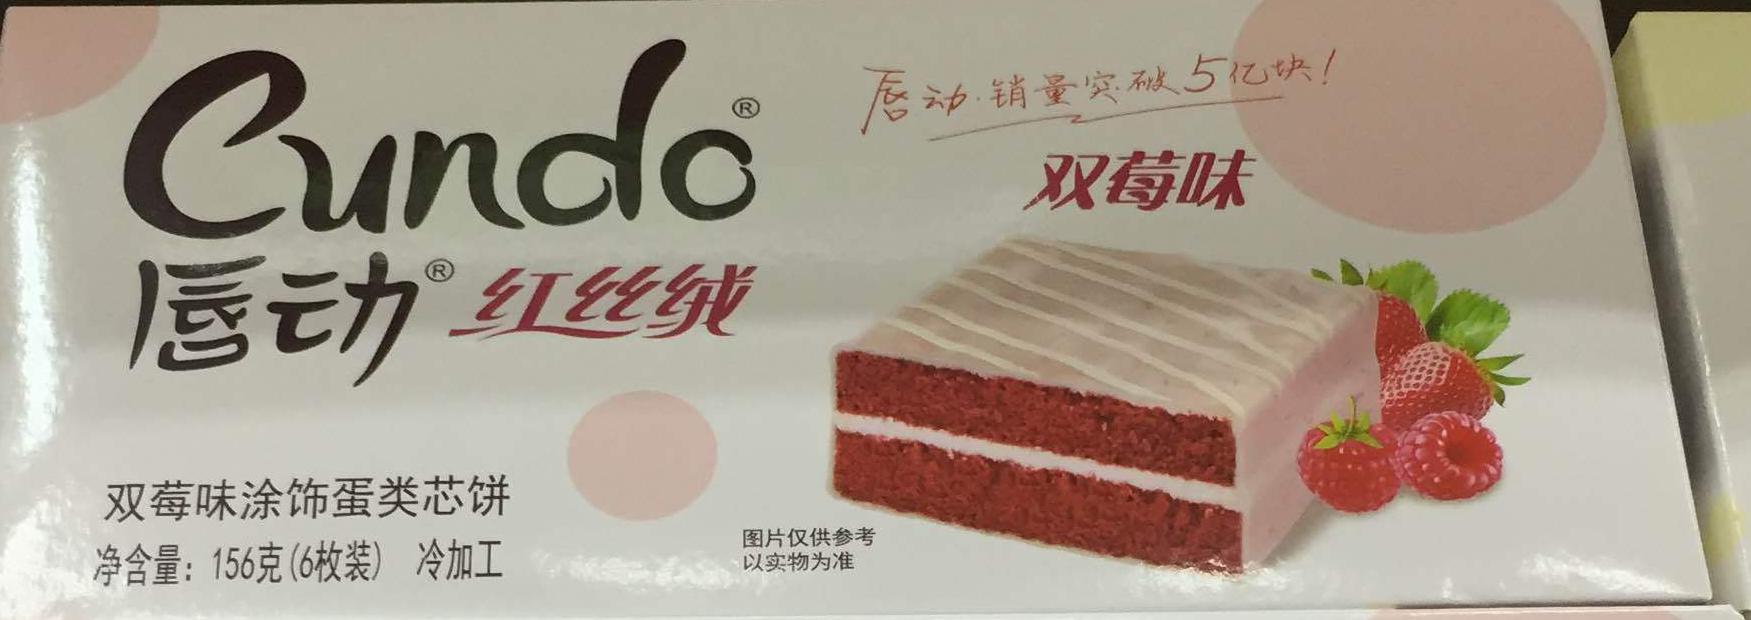 Cundo®
唇动® 红丝绒
唇动·销量突破5亿块！
双莓味
双莓味涂饰蛋类芯饼
净含量：156克(6枚装) 冷加工
图片仅供参考
以实物为准